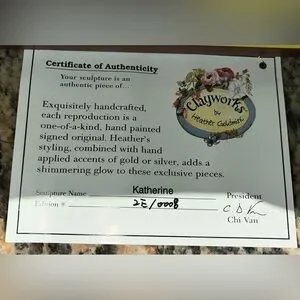 Certificate of Authenticity
Your sculpture is an
authentic piece of...
Clayworks
by
Heather Goldminc
Exquisitely handcrafted,
each reproduction is a
one-of-a-kind, hand painted
signed original. Heather's
styling, combined with hand
applied accents of gold or silver, adds a
shimmering glow to these exclusive pieces.
Sculpture Name Katherine
Edition # 2E/0008
President
Chi Van